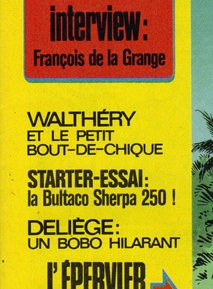 interview:
François de la Grange
WALTHÉRY
ET LE PETIT
BOUT-DE-CHIQUE
STARTER-ESSAI:
la Bultaco Sherpa 250 !
DELIÈGE:
UN BOBO HILARANT
L'ÉPERVIER